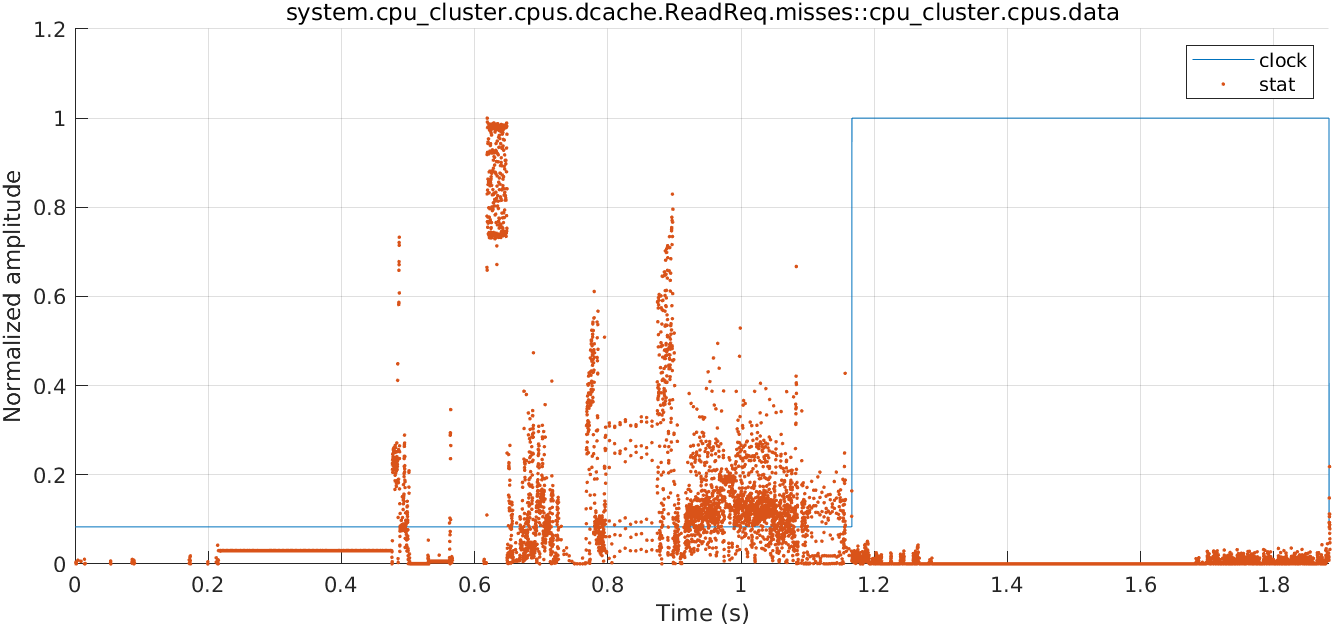 system.cpu_cluster.cpus.dcache.ReadReq.misses::cpu_cluster.cpus.data
1.2
1
0.8
0.6
0.4
0.2
0
Normalized amplitude
clock
stat
0 0.2 0.4 0.6 0.8 1 1.2 1.4 1.6 1.8
Time (s)